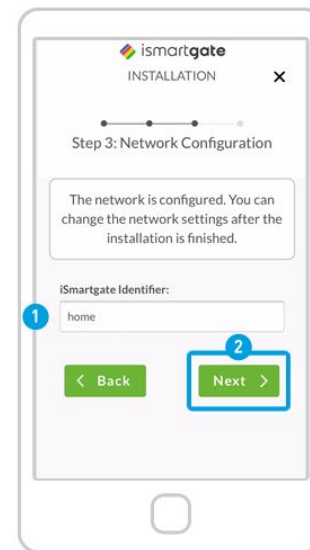 ismartgate
INSTALLATION
Step 3: Network Configuration
The network is configured. You can
change the network settings after the
installation is finished.
iSmartgate Identifier:
1
home
2
< Back
Next >